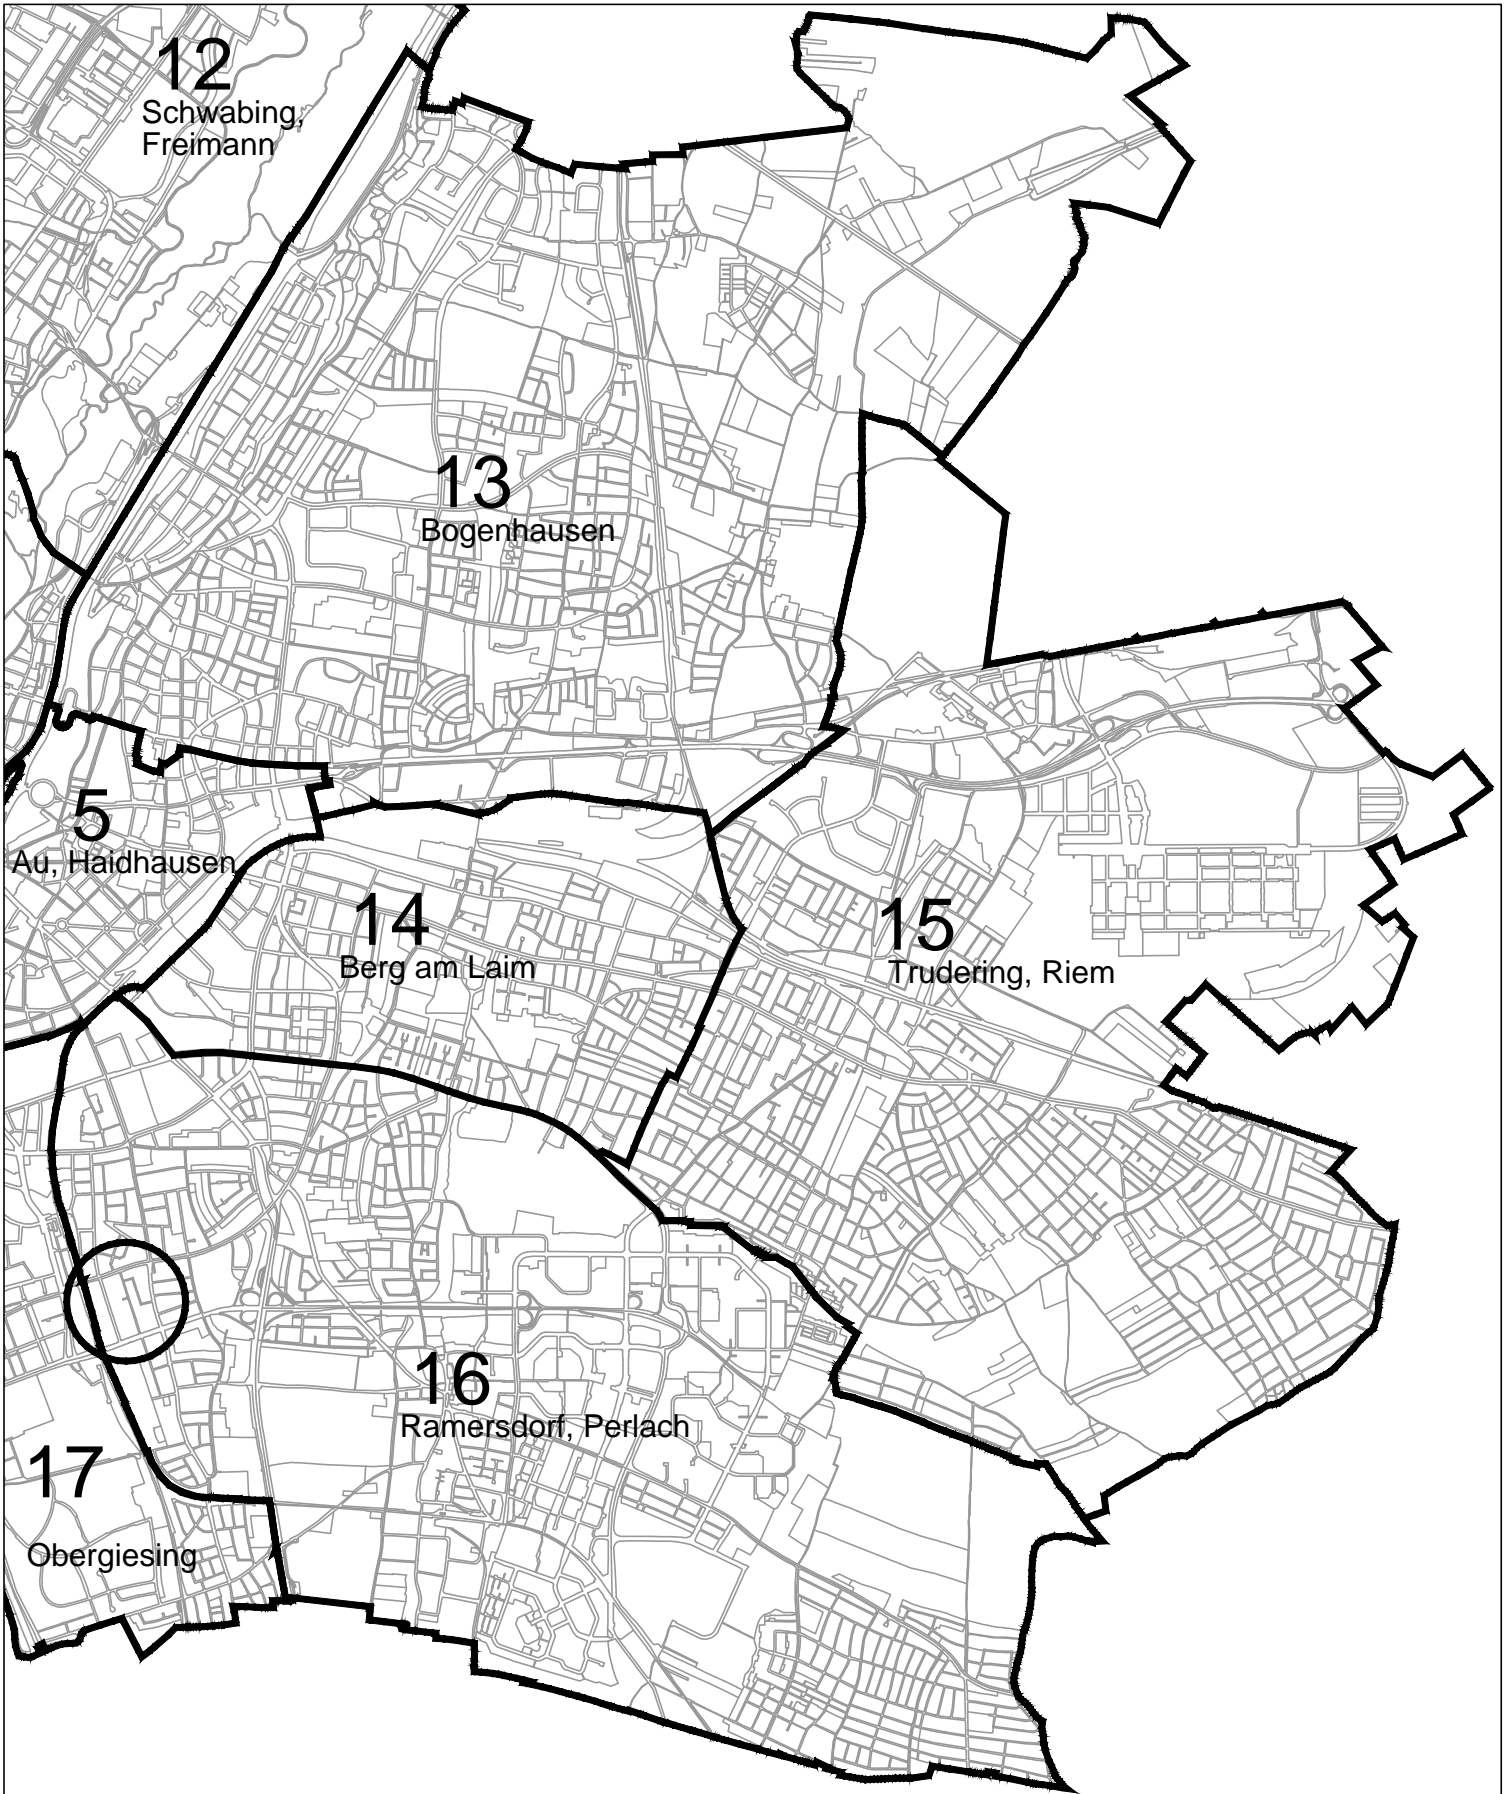 12
Schwabing,
Freimann
13
Bogenhausen
5
Au, Haidhausen
14
Berg am Laim
15
Trudering, Riem
16
Ramersdorf, Perlach
17
Obergiesing